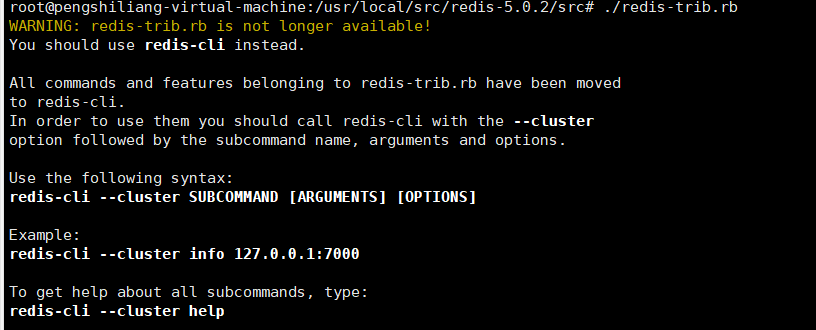 root@pengshiliang-virtual-machine:/usr/local/src/redis-5.0.2/src# ./redis-trib.rb
WARNING: redis-trib.rb is not longer available!
You should use redis-cli instead.
All commands and features belonging to redis-trib.rb have been moved
to redis-cli.
In order to use them you should call redis-cli with the --cluster
option followed by the subcommand name, arguments and options.
Use the following syntax:
redis-cli --cluster SUBCOMMAND [ARGUMENTS] [OPTIONS]
Example:
redis-cli --cluster info 127.0.0.1:7000
To get help about all subcommands, type:
redis-cli --cluster help